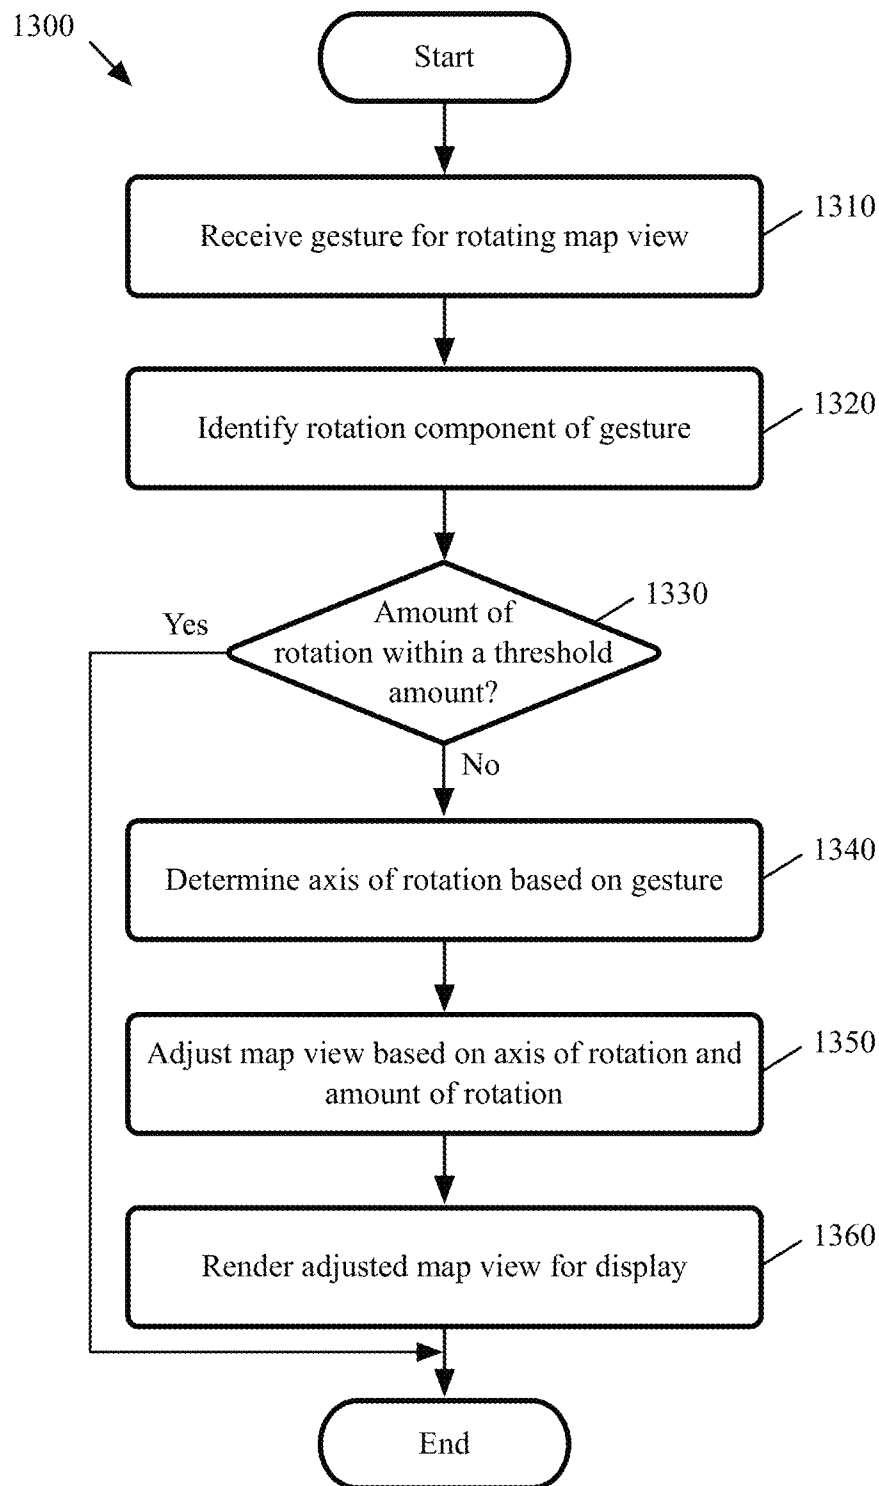 1300
Start
Receive gesture for rotating map view
1310
Identify rotation component of gesture
1320
Amount of
rotation within a threshold
amount?
1330
Yes
No
Determine axis of rotation based on gesture
1340
Adjust map view based on axis of rotation and
amount of rotation
1350
Render adjusted map view for display
1360
End